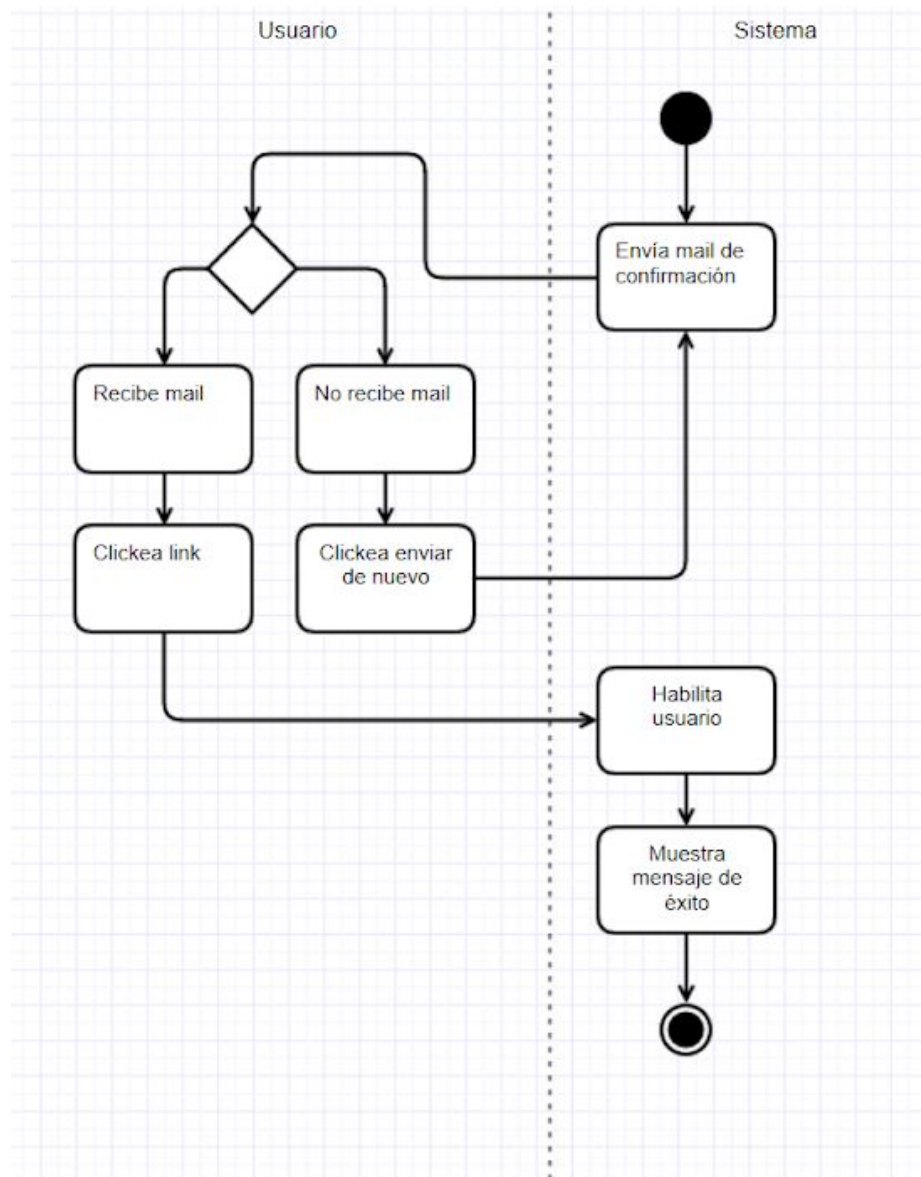 Usuario
Sistema
Envía mail de
confirmación
Recibe mail
No recibe mail
Clickea link
Clickea enviar
de nuevo
Habilita
usuario
Muestra
mensaje de
éxito